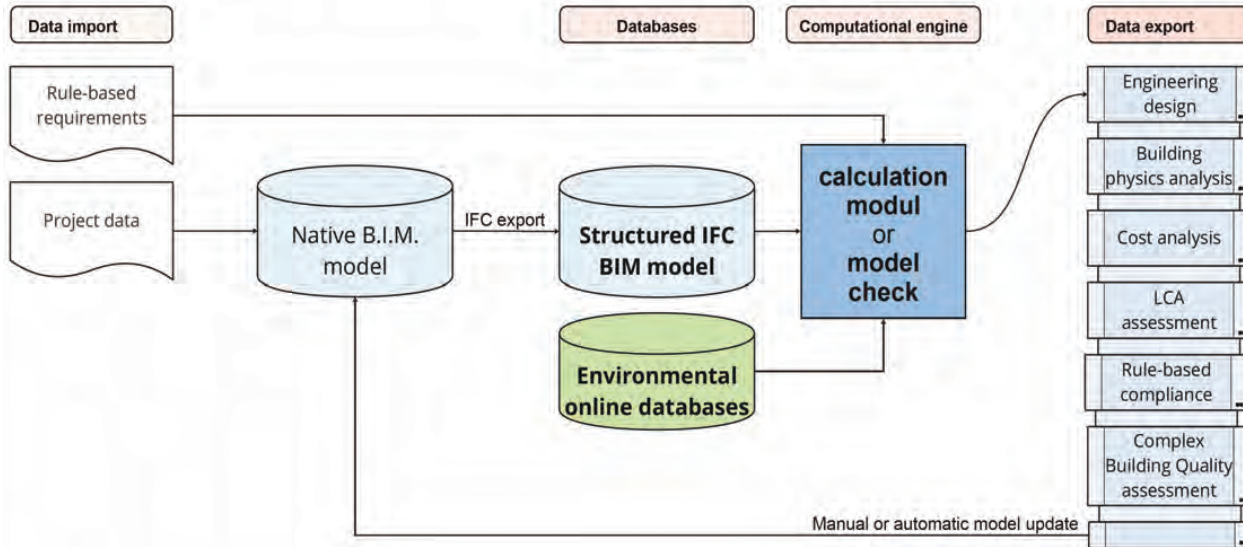 Data import
Databases
Computational engine
Data export
Rule-based
requirements
Project data
Native B.I.M.
model
IFC export
Structured IFC
BIM model
Environmental
online databases
calculation
modul
or
model
check
Engineering
design
Building
physics analysis
Cost analysis
LCA
assessment
Rule-based
compliance
Complex
Building Quality
assessment
Manual or automatic model update